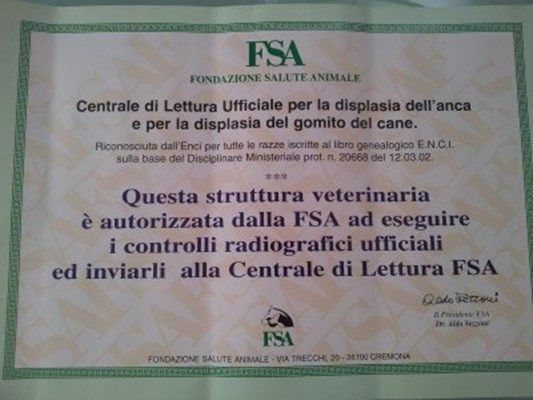 FSA
FONDAZIONE SALUTE ANIMALE
Centrale di Lettura Ufficiale per la displasia dell'anca
e per la displasia del gomito del cane.
Riconosciuta dall'Enci per tutte le razze iscritte al libro genealogico E.N.C.I.
sulla base del Disciplinare Ministeriale prot. n. 20668 del 12.03.02.
***
Questa struttura veterinaria
è autorizzata dalla FSA ad eseguire
i controlli radiografici ufficiali
ed inviarli alla Centrale di Lettura FSA
Aldo Vezzoni
Il Presidente FSA
Dr. Aldo Vezzoni
FSA
FONDAZIONE SALUTE ANIMALE - VIA TRECCHI, 20 - 26100 CREMONA